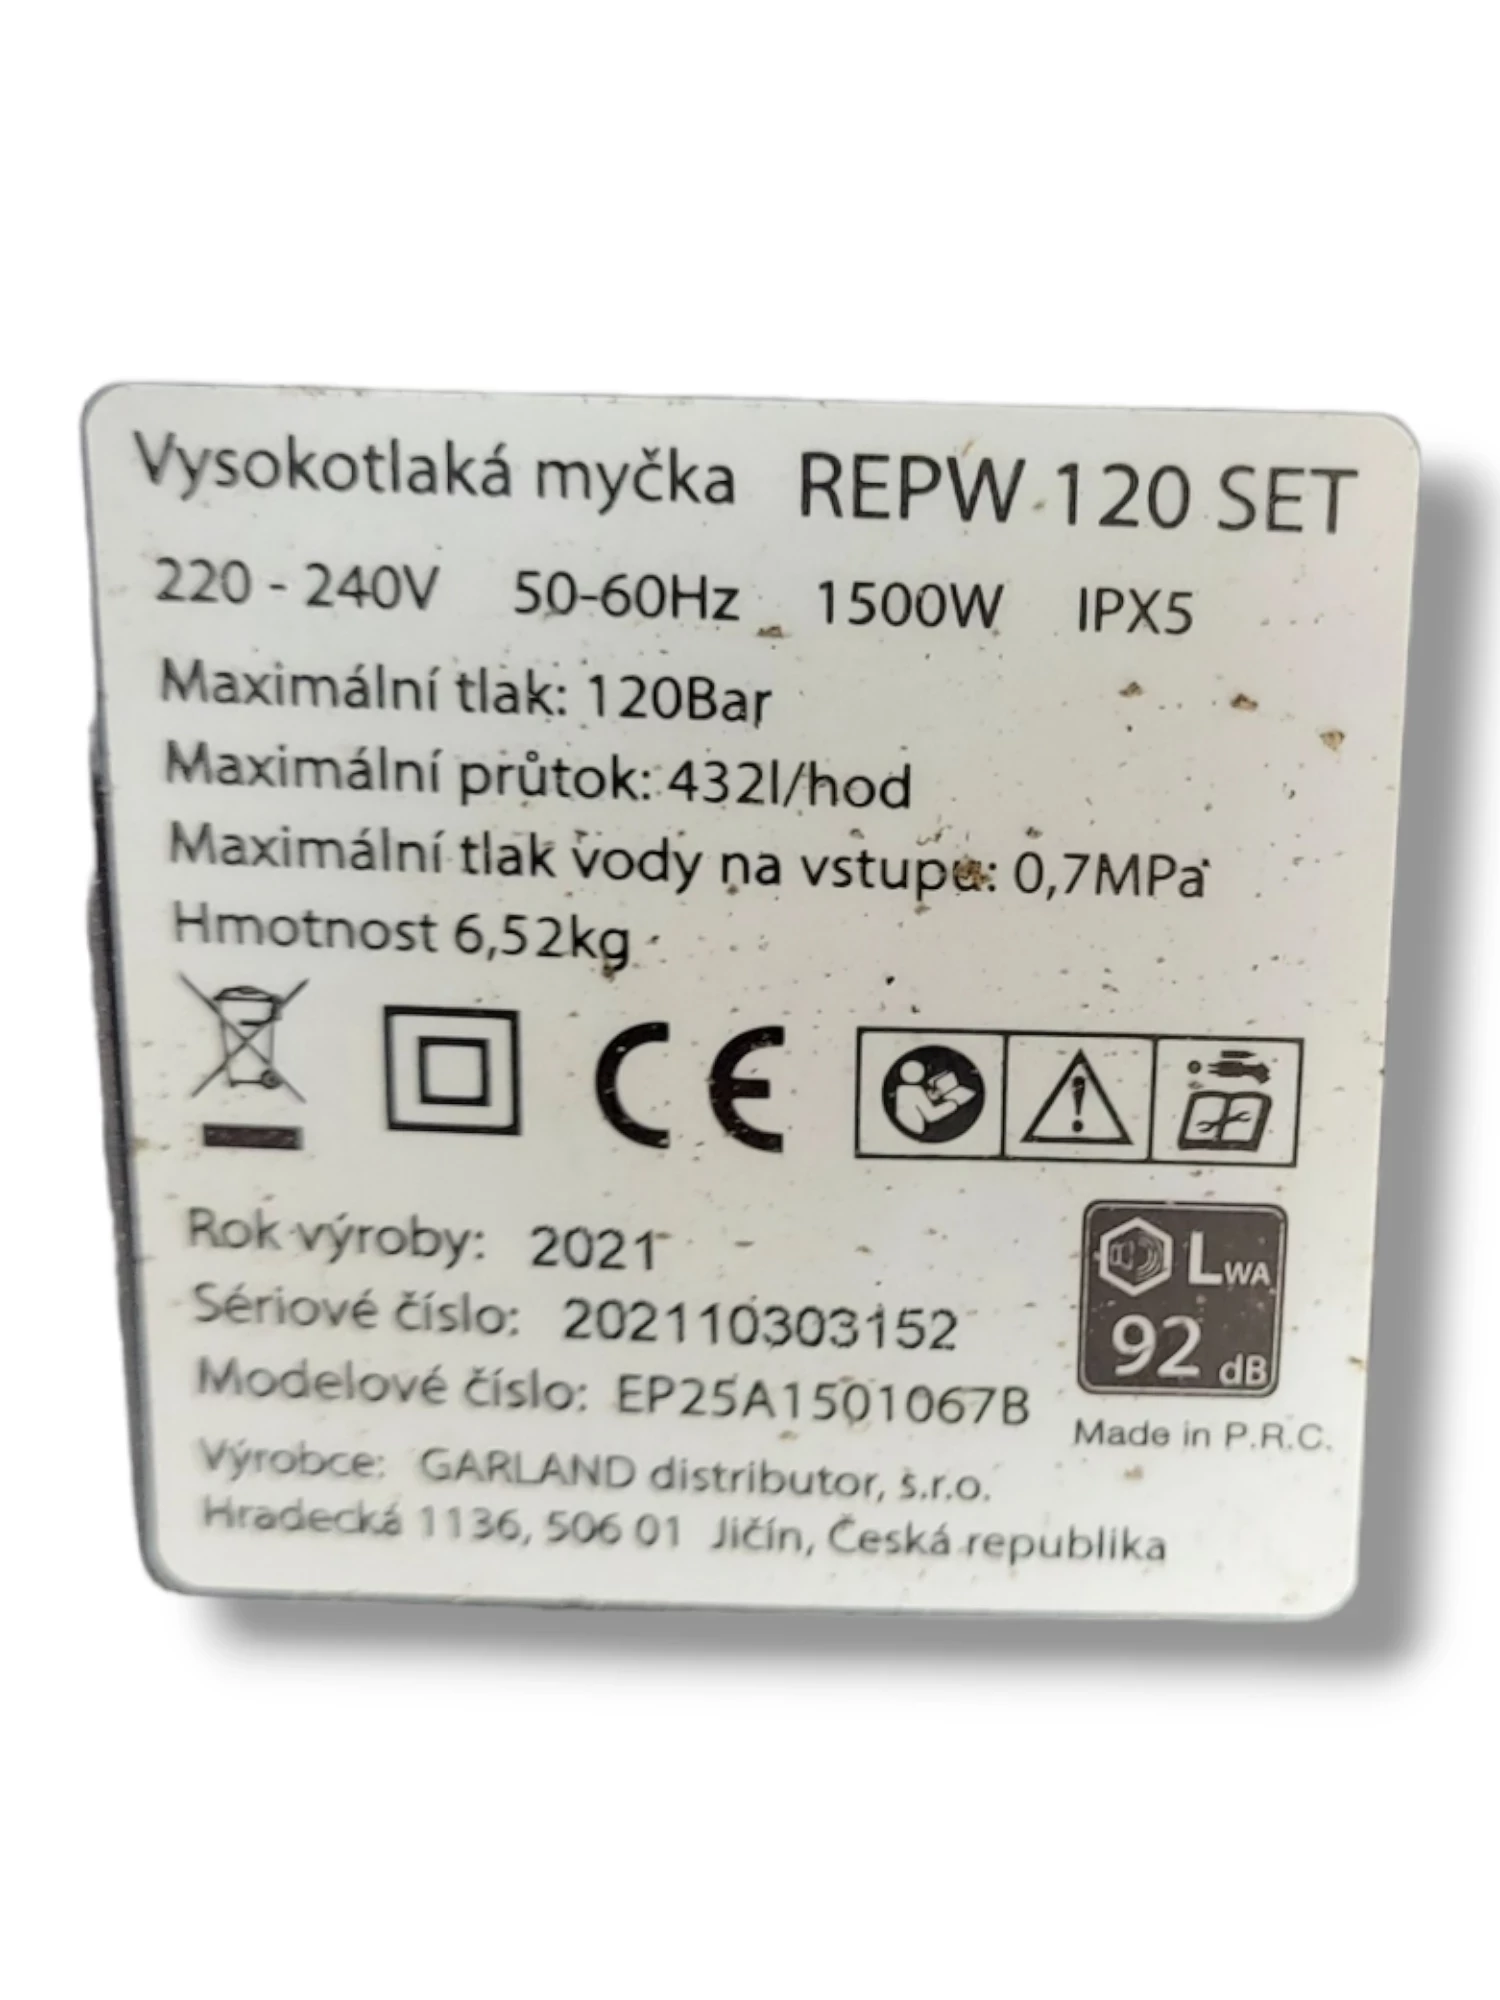 Vysokotlaká myčka REPW 120 SET
220 - 240V 50-60Hz 1500W IPX5
Maximální tlak: 120Bar
Maximální průtok: 432l/hod
Maximální tlak vody na vstupu: 0,7MPa
Hmotnost 6,52kg
CE
Rok výroby: 2021
Sériové číslo: 202110303152
Modelové číslo: EP25A1501067B
LWA
92 dB
Made in P.R.C.
Výrobce: GARLAND distributor, s.r.o.
Hradecká 1136, 506 01 Jičín, Česká republika